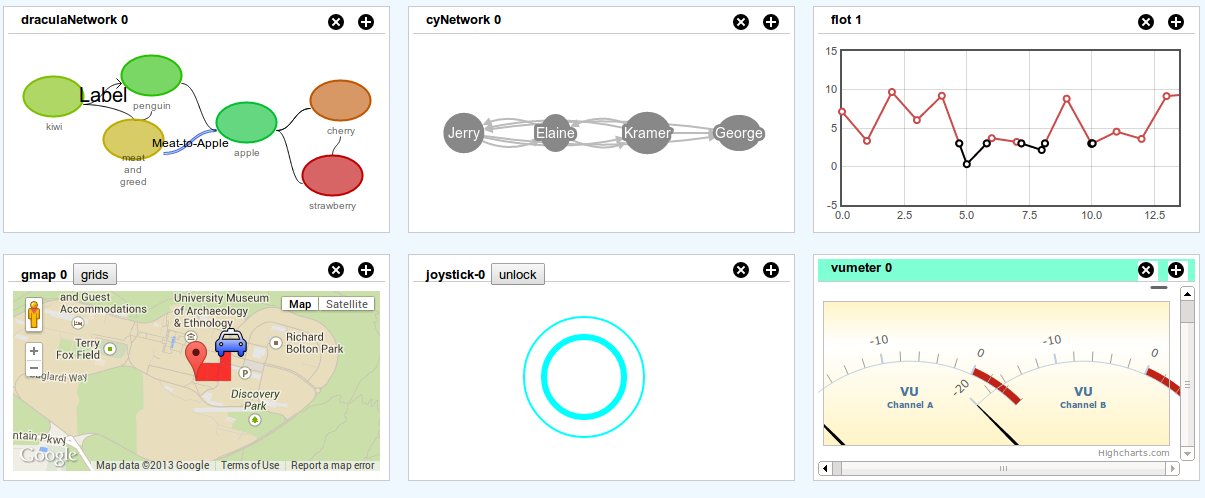 draculaNetwork 0
Label
kiwi
penguin
meat
and
greed
Meat-to-Apple
apple
cherry
strawberry
cyNetwork 0
Jerry
Elaine
Kramer
George
flot 1
15
10
5
0
-5
0.0 2.5 5.0 7.5 10.0 12.5
gmap 0 grids
and Guest
Accommodations
University Museum
of Archaeology
& Ethnology
Map Satellite
Terry
Fox Field
Richard
Bolton Park
P
Discovery
Park
Google
Map data ©2013 Google Terms of Use Report a map error
joystick-0 unlock
vumeter 0
-10 0
VU
Channel A
-20 -10 0
VU
Channel B
Highcharts.com